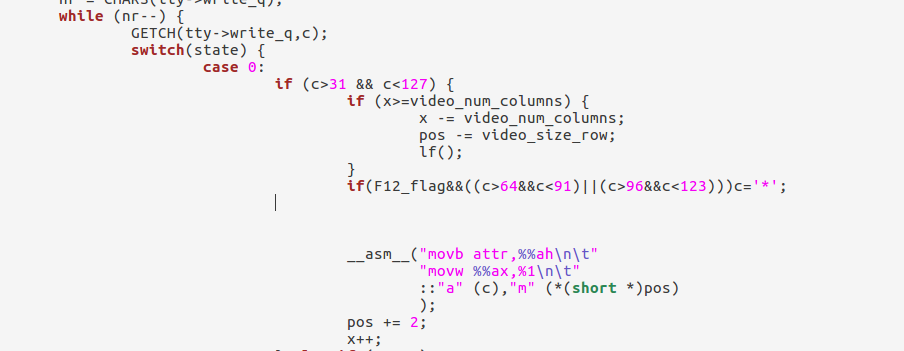 nr = CHARS(tty->write_q);
while (nr--) {
GETCH(tty->write_q,c);
switch(state) {
case 0:
if (c>31 && c<127) {
if (x>=video_num_columns) {
x -= video_num_columns;
pos -= video_size_row;
lf();
}
if(F12_flag&&((c>64&&c<91)||(c>96&&c<123)))c='*';
__asm__("movb attr,%%ah\n\t"
"movw %%ax,%1\n\t"
::"a" (c),"m" (*(short *)pos)
);
pos += 2;
x++;